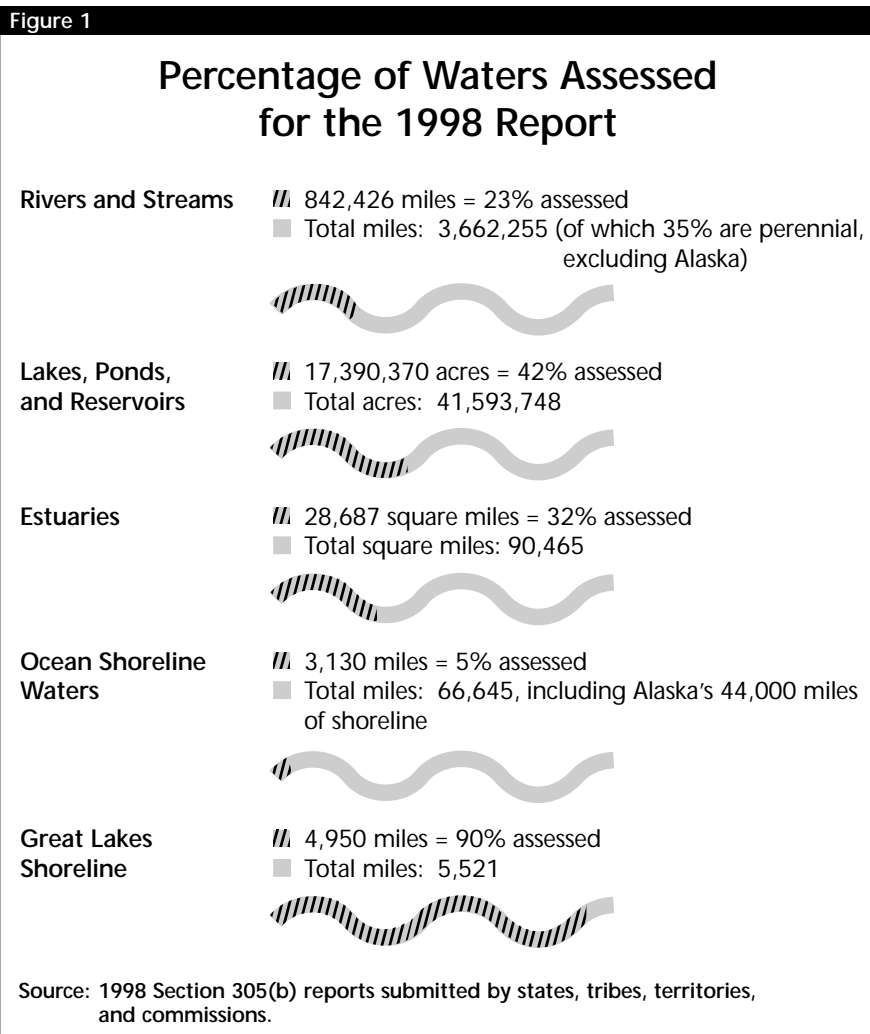 Figure 1
Percentage of Waters Assessed
for the 1998 Report
Rivers and Streams
842,426 miles = 23% assessed
Total miles: 3,662,255 (of which 35% are perennial,
excluding Alaska)
Lakes, Ponds,
and Reservoirs
17,390,370 acres = 42% assessed
Total acres: 41,593,748
Estuaries
28,687 square miles = 32% assessed
Total square miles: 90,465
Ocean Shoreline
Waters
3,130 miles = 5% assessed
Total miles: 66,645, including Alaska’s 44,000 miles
of shoreline
Great Lakes
Shoreline
4,950 miles = 90% assessed
Total miles: 5,521
Source: 1998 Section 305(b) reports submitted by states, tribes, territories,
and commissions.